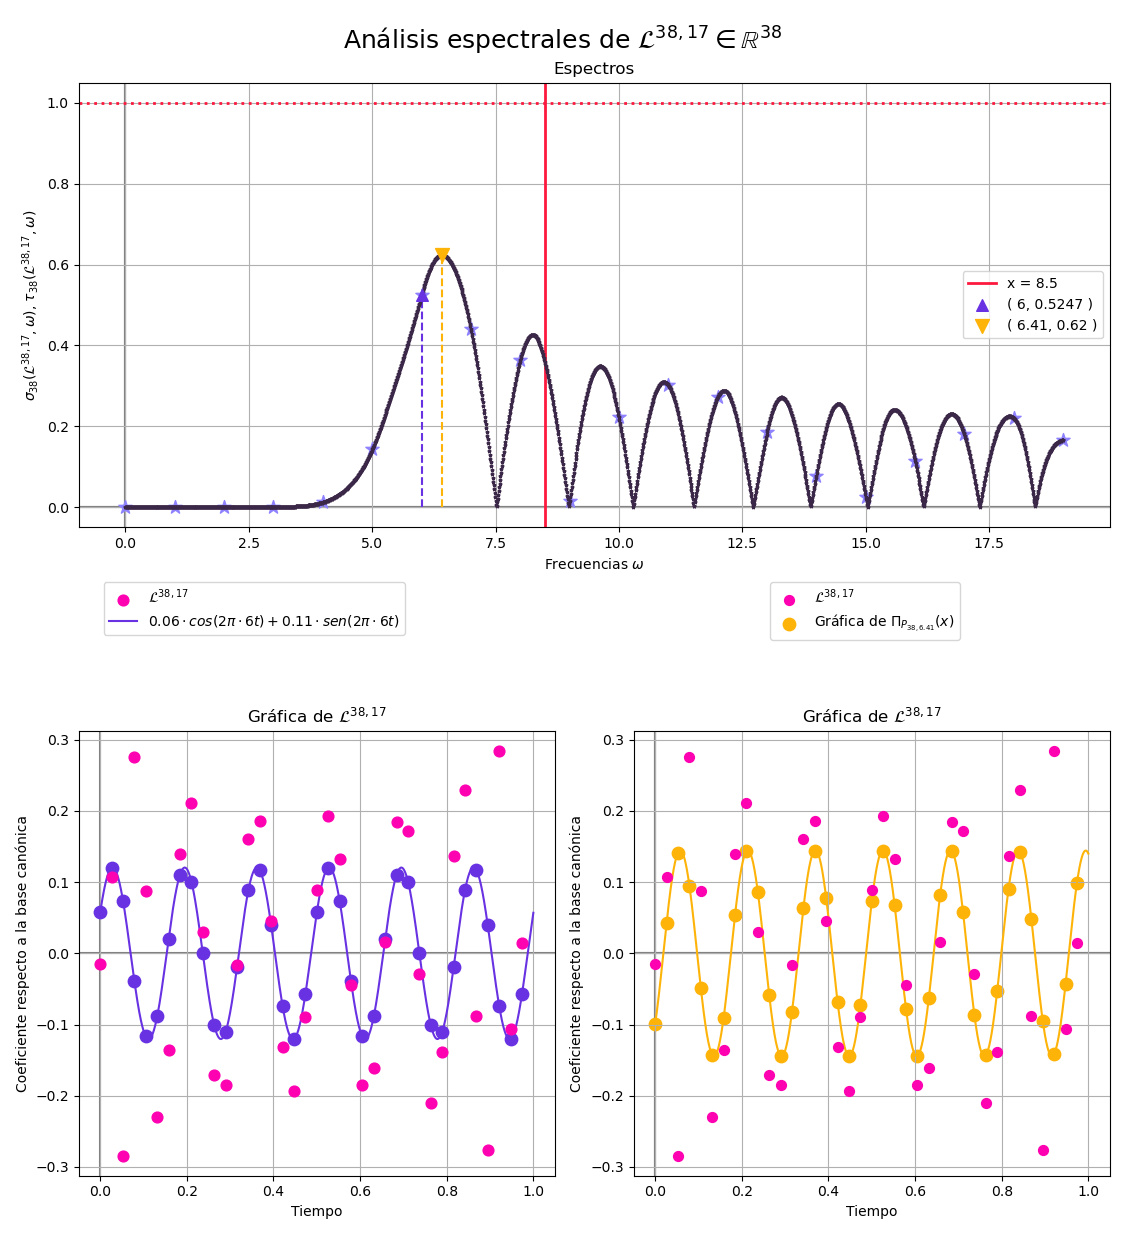 Análisis espectrales de ℒ^{38,17} ∈ ℝ^{38}
Espectros
σ_{38}(ℒ^{38,17}, ω), τ_{38}(ℒ^{38,17}, ω)
1.0
0.8
0.6
0.4
0.2
0.0
x = 8.5
( 6, 0.5247 )
( 6.41, 0.62 )
0.0 2.5 5.0 7.5 10.0 12.5 15.0 17.5
Frecuencias ω
ℒ^{38,17}
0.06 · cos(2π · 6t) + 0.11 · sen(2π · 6t)
ℒ^{38,17}
Gráfica de Π_{P_{38,6.41}}(x)
Gráfica de ℒ^{38,17}
Coeficiente respecto a la base canónica
0.3
0.2
0.1
0.0
−0.1
−0.2
−0.3
0.0 0.2 0.4 0.6 0.8 1.0
Tiempo
Gráfica de ℒ^{38,17}
Coeficiente respecto a la base canónica
0.3
0.2
0.1
0.0
−0.1
−0.2
−0.3
0.0 0.2 0.4 0.6 0.8 1.0
Tiempo